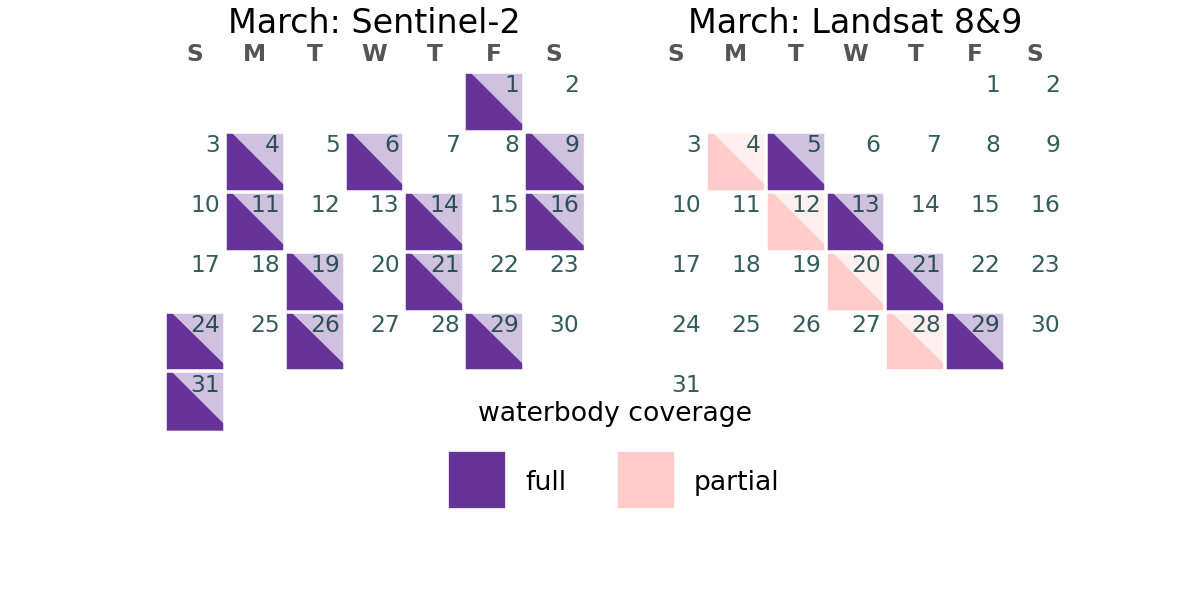 March: Sentinel-2
S M T W T F S
1 2
3 4 5 6 7 8 9
10 11 12 13 14 15 16
17 18 19 20 21 22 23
24 25 26 27 28 29 30
31
March: Landsat 8&9
S M T W T F S
1 2
3 4 5 6 7 8 9
10 11 12 13 14 15 16
17 18 19 20 21 22 23
24 25 26 27 28 29 30
31
waterbody coverage
full partial